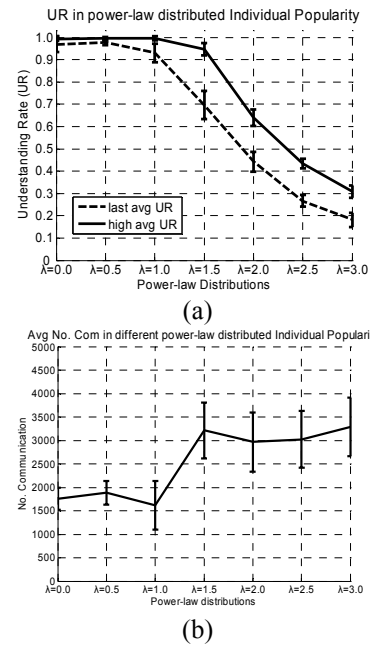 UR in power-law distributed Individual Popularity
Understanding Rate (UR)
1.0
0.9
0.8
0.7
0.6
0.5
0.4
0.3
0.2
0.1
0
last avg UR
high avg UR
λ=0.0 λ=0.5 λ=1.0 λ=1.5 λ=2.0 λ=2.5 λ=3.0
Power-law Distributions
(a)
Avg No. Com in different power-law distributed Individual Populari
No. Communication
5000
4500
4000
3500
3000
2500
2000
1500
1000
500
0
λ=0.0 λ=0.5 λ=1.0 λ=1.5 λ=2.0 λ=2.5 λ=3.0
Power-law distributions
(b)